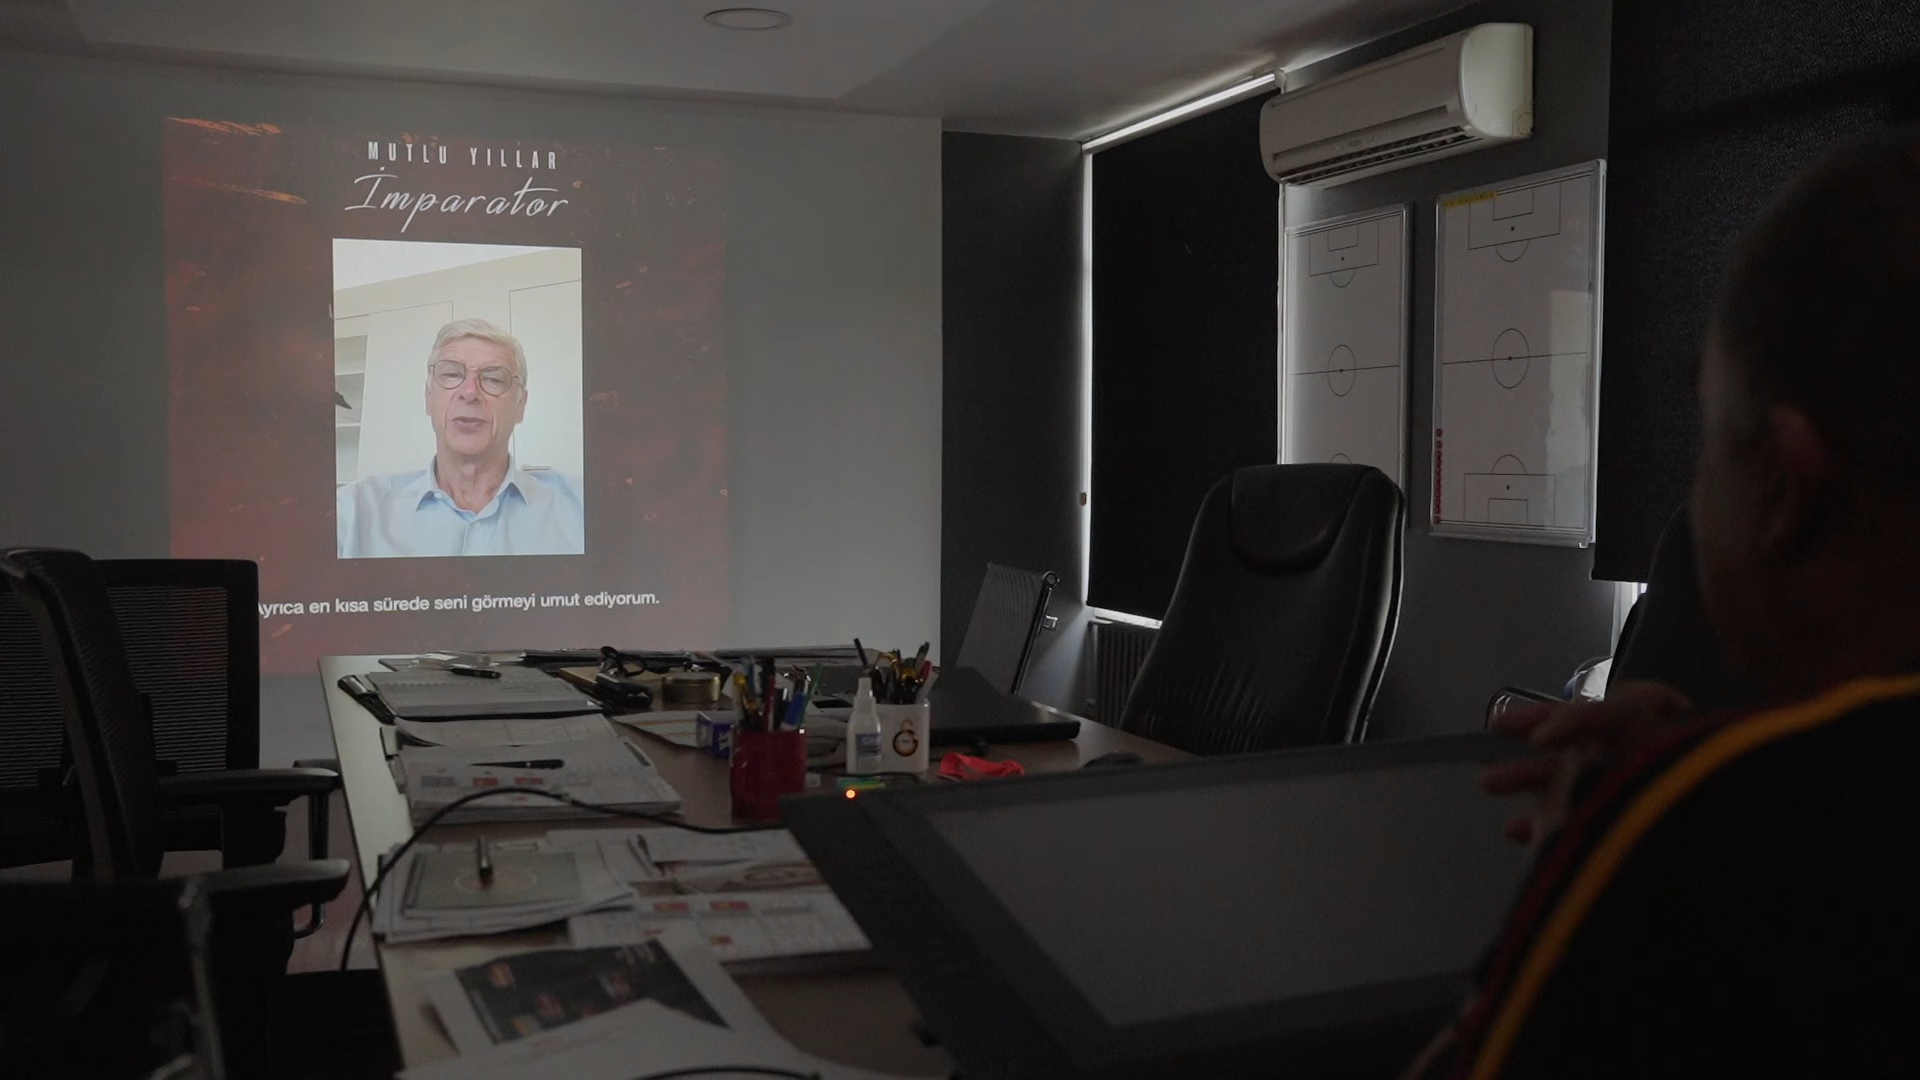 MUTLU YILLAR
İmparator
Ayrıca en kısa sürede seni görmeyi umut ediyorum.